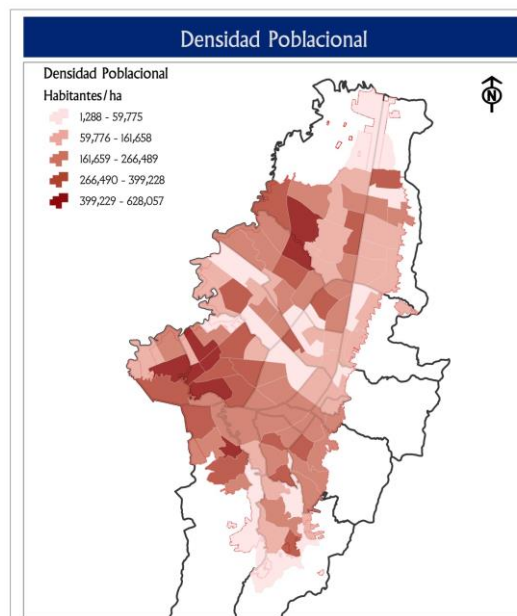 Densidad Poblacional
Densidad Poblacional
Habitantes/ha
1,288 - 59,775
59,776 - 161,658
161,659 - 266,489
266,490 - 399,228
399,229 - 628,057
N